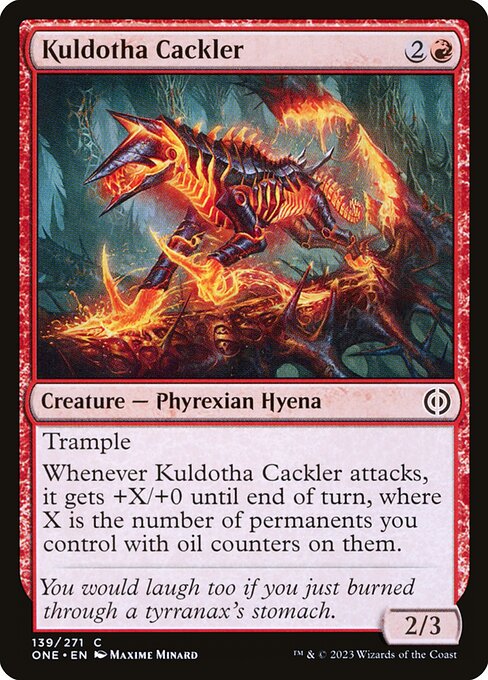 Kuldotha Cackler 2
Creature — Phyrexian Hyena
Trample
Whenever Kuldotha Cackler attacks,
it gets +X/+0 until end of turn, where
X is the number of permanents you
control with oil counters on them.
You would laugh too if you just burned
through a tyrranax's stomach.
2/3
139/271 C
ONE • EN Maxime Minard
™ & © 2023 Wizards of the Coast